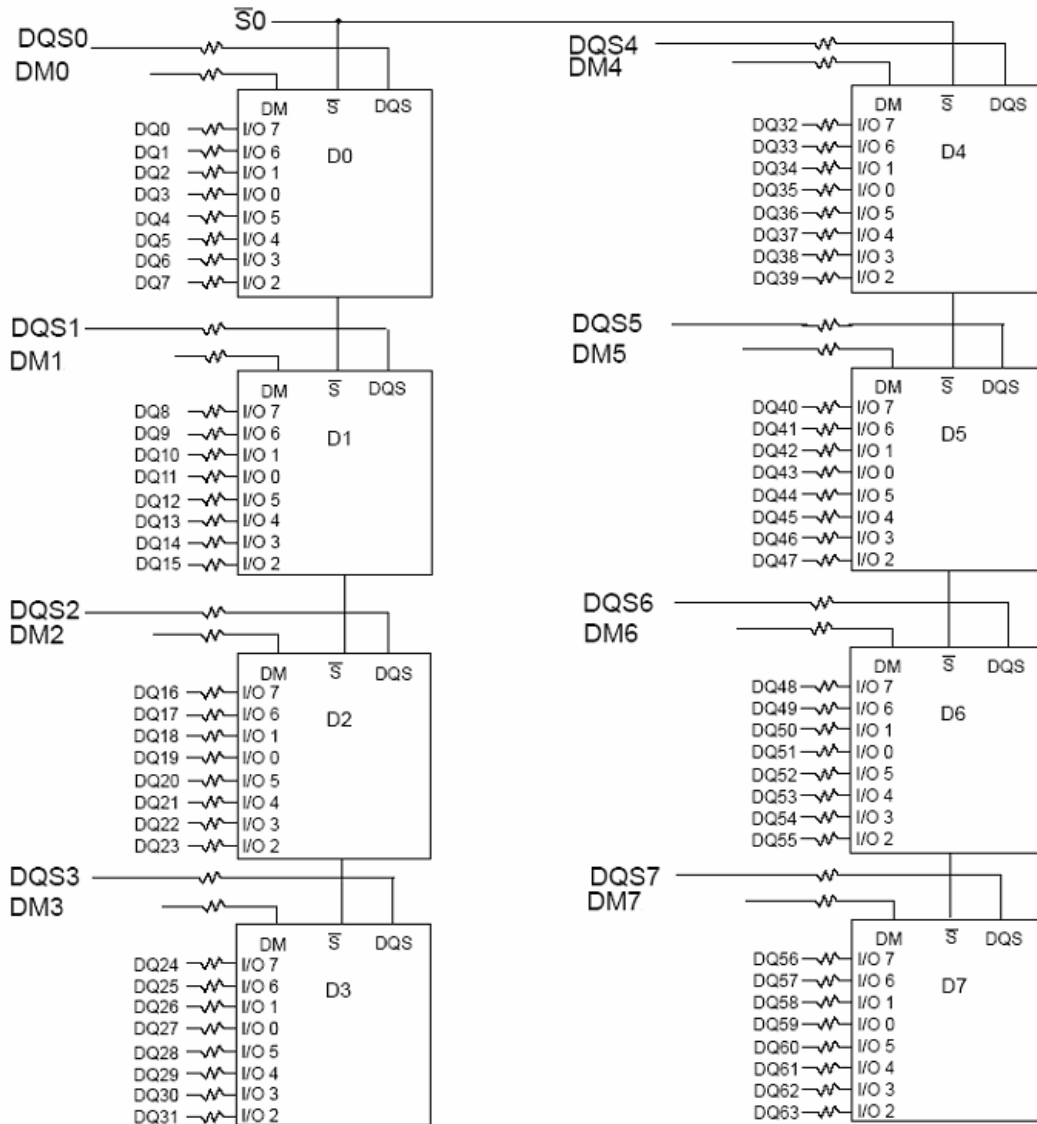 S̅0
DQS0
DM0
DM S̅ DQS
D0
DQ0 I/O 7
DQ1 I/O 6
DQ2 I/O 1
DQ3 I/O 0
DQ4 I/O 5
DQ5 I/O 4
DQ6 I/O 3
DQ7 I/O 2
DQS1
DM1
DM S̅ DQS
D1
DQ8 I/O 7
DQ9 I/O 6
DQ10 I/O 1
DQ11 I/O 0
DQ12 I/O 5
DQ13 I/O 4
DQ14 I/O 3
DQ15 I/O 2
DQS2
DM2
DM S̅ DQS
D2
DQ16 I/O 7
DQ17 I/O 6
DQ18 I/O 1
DQ19 I/O 0
DQ20 I/O 5
DQ21 I/O 4
DQ22 I/O 3
DQ23 I/O 2
DQS3
DM3
DM S̅ DQS
D3
DQ24 I/O 7
DQ25 I/O 6
DQ26 I/O 1
DQ27 I/O 0
DQ28 I/O 5
DQ29 I/O 4
DQ30 I/O 3
DQ31 I/O 2
DQS4
DM4
DM S̅ DQS
D4
DQ32 I/O 7
DQ33 I/O 6
DQ34 I/O 1
DQ35 I/O 0
DQ36 I/O 5
DQ37 I/O 4
DQ38 I/O 3
DQ39 I/O 2
DQS5
DM5
DM S̅ DQS
D5
DQ40 I/O 7
DQ41 I/O 6
DQ42 I/O 1
DQ43 I/O 0
DQ44 I/O 5
DQ45 I/O 4
DQ46 I/O 3
DQ47 I/O 2
DQS6
DM6
DM S̅ DQS
D6
DQ48 I/O 7
DQ49 I/O 6
DQ50 I/O 1
DQ51 I/O 0
DQ52 I/O 5
DQ53 I/O 4
DQ54 I/O 3
DQ55 I/O 2
DQS7
DM7
DM S̅ DQS
D7
DQ56 I/O 7
DQ57 I/O 6
DQ58 I/O 1
DQ59 I/O 0
DQ60 I/O 5
DQ61 I/O 4
DQ62 I/O 3
DQ63 I/O 2